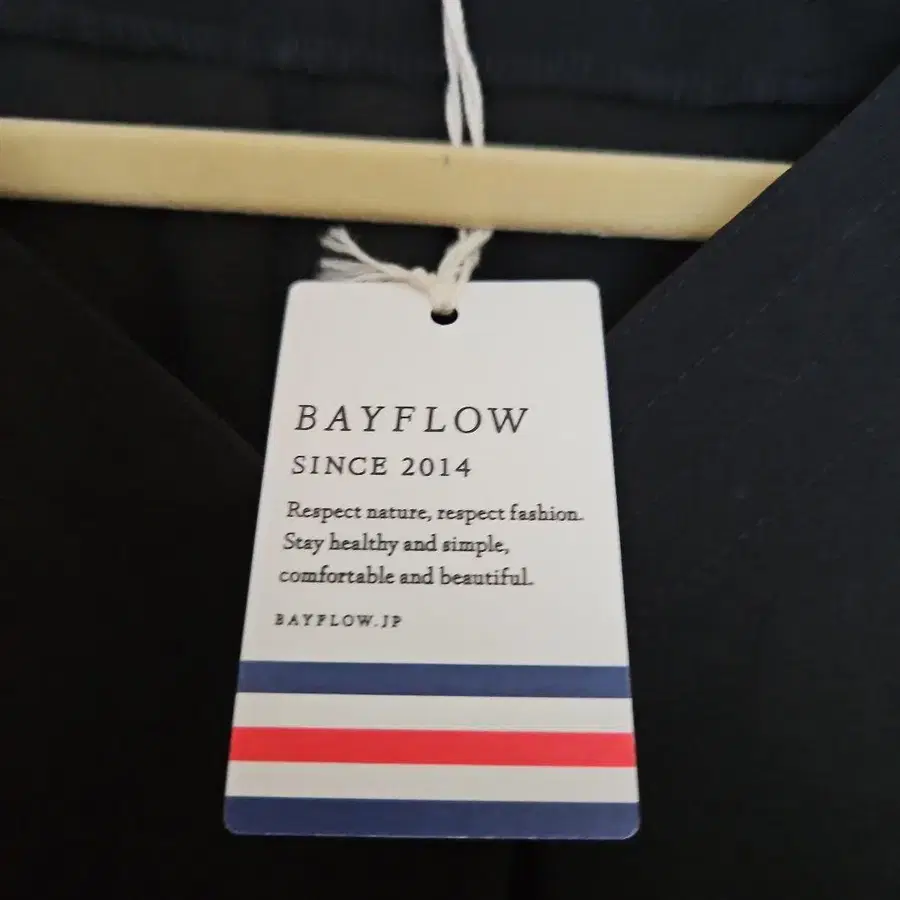 BAYFLOW
SINCE 2014
Respect nature, respect fashion.
Stay healthy and simple,
comfortable and beautiful.
BAYFLOW.JP